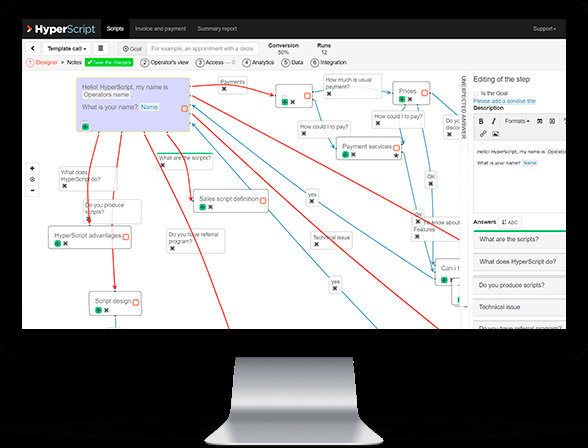 HyperScript
Scripts
Invoice and payment
Summary report
Support
Template call
Goal
For example, an appointment with a decis
Conversion
50%
Runs
12
1 Designer > Notes
Save the changes
2 Operator's view
3 Access
4 Analytics
5 Data
6 Integration
Hello! HyperScript, my name is
Operators name
What is your name? Name
...
Payments
...
How much is usual
payment?
Prices
How could I to pay?
How could I to pay?
Payment services
What are the scripts?
What does
HyperScript do?
Do you produce
scripts?
Sales script definition
HyperScript advantages
Do you have referral
program?
Script design
yes
Technical issue
yes
OK
OK
know about
Features
Can i h
Do yo
discou
UNEXPECTED ANSWER
Editing of the step
Is the Goal
Please add a concise title
Description
B I Formats
Hello! HyperScript, my name is Operators
What is your name? Name
Answers
ABC
What are the scripts?
What does HyperScript do?
Do you produce scripts?
Technical issue
Do you have referral program?